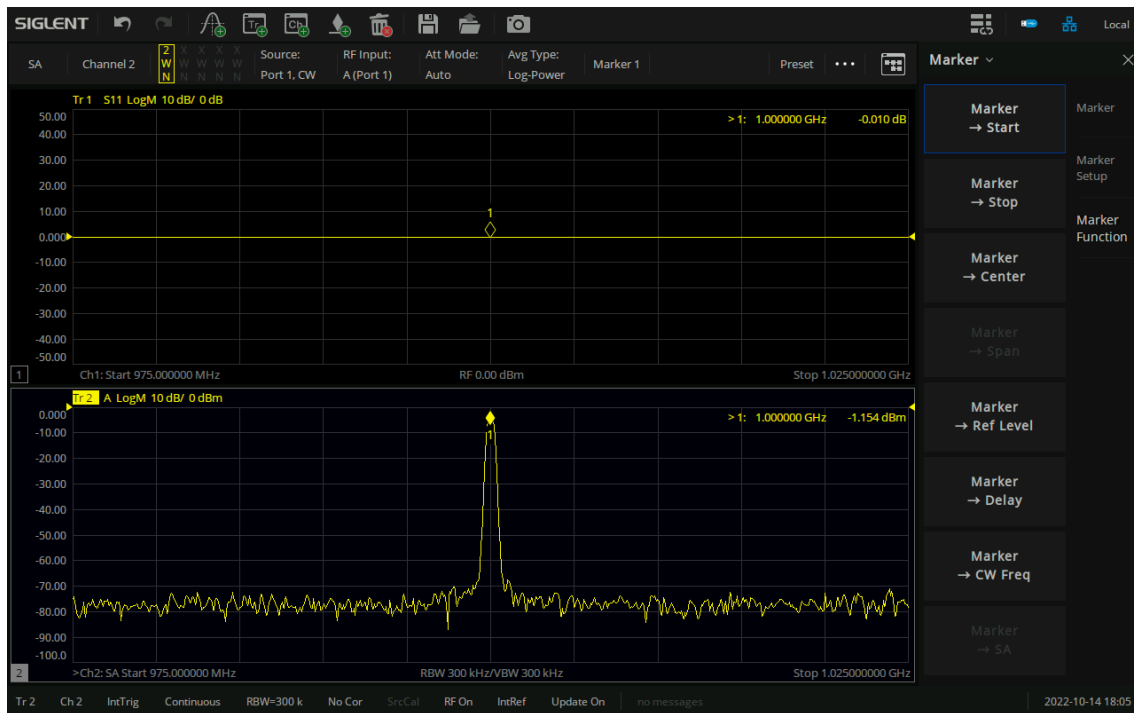 SIGLENT
Tr
Ch
Local
SA
Channel 2
2 X X X X
W W W W W
N N N N N
Source:
Port 1, CW
RF Input:
A (Port 1)
Att Mode:
Auto
Avg Type:
Log-Power
Marker 1
Preset
•••
Marker
Tr 1 S11 LogM 10 dB/ 0 dB
> 1: 1.000000 GHz -0.010 dB
50.00
40.00
30.00
20.00
10.00
0.000
-10.00
-20.00
-30.00
-40.00
-50.00
1
1
Ch1: Start 975.000000 MHz
RF 0.00 dBm
Stop 1.025000000 GHz
Tr 2 A LogM 10 dB/ 0 dBm
> 1: 1.000000 GHz -1.154 dBm
0.000
-10.00
-20.00
-30.00
-40.00
-50.00
-60.00
-70.00
-80.00
-90.00
-100.0
1
2
>Ch2: SA Start 975.000000 MHz
RBW 300 kHz/VBW 300 kHz
Stop 1.025000000 GHz
Marker
→ Start
Marker
→ Stop
Marker
→ Center
Marker
→ Span
Marker
→ Ref Level
Marker
→ Delay
Marker
→ CW Freq
Marker
→ SA
Marker
Marker
Setup
Marker
Function
Tr 2 Ch 2 IntTrig Continuous RBW=300 k No Cor SrcCal RF On IntRef Update On no messages 2022-10-14 18:05